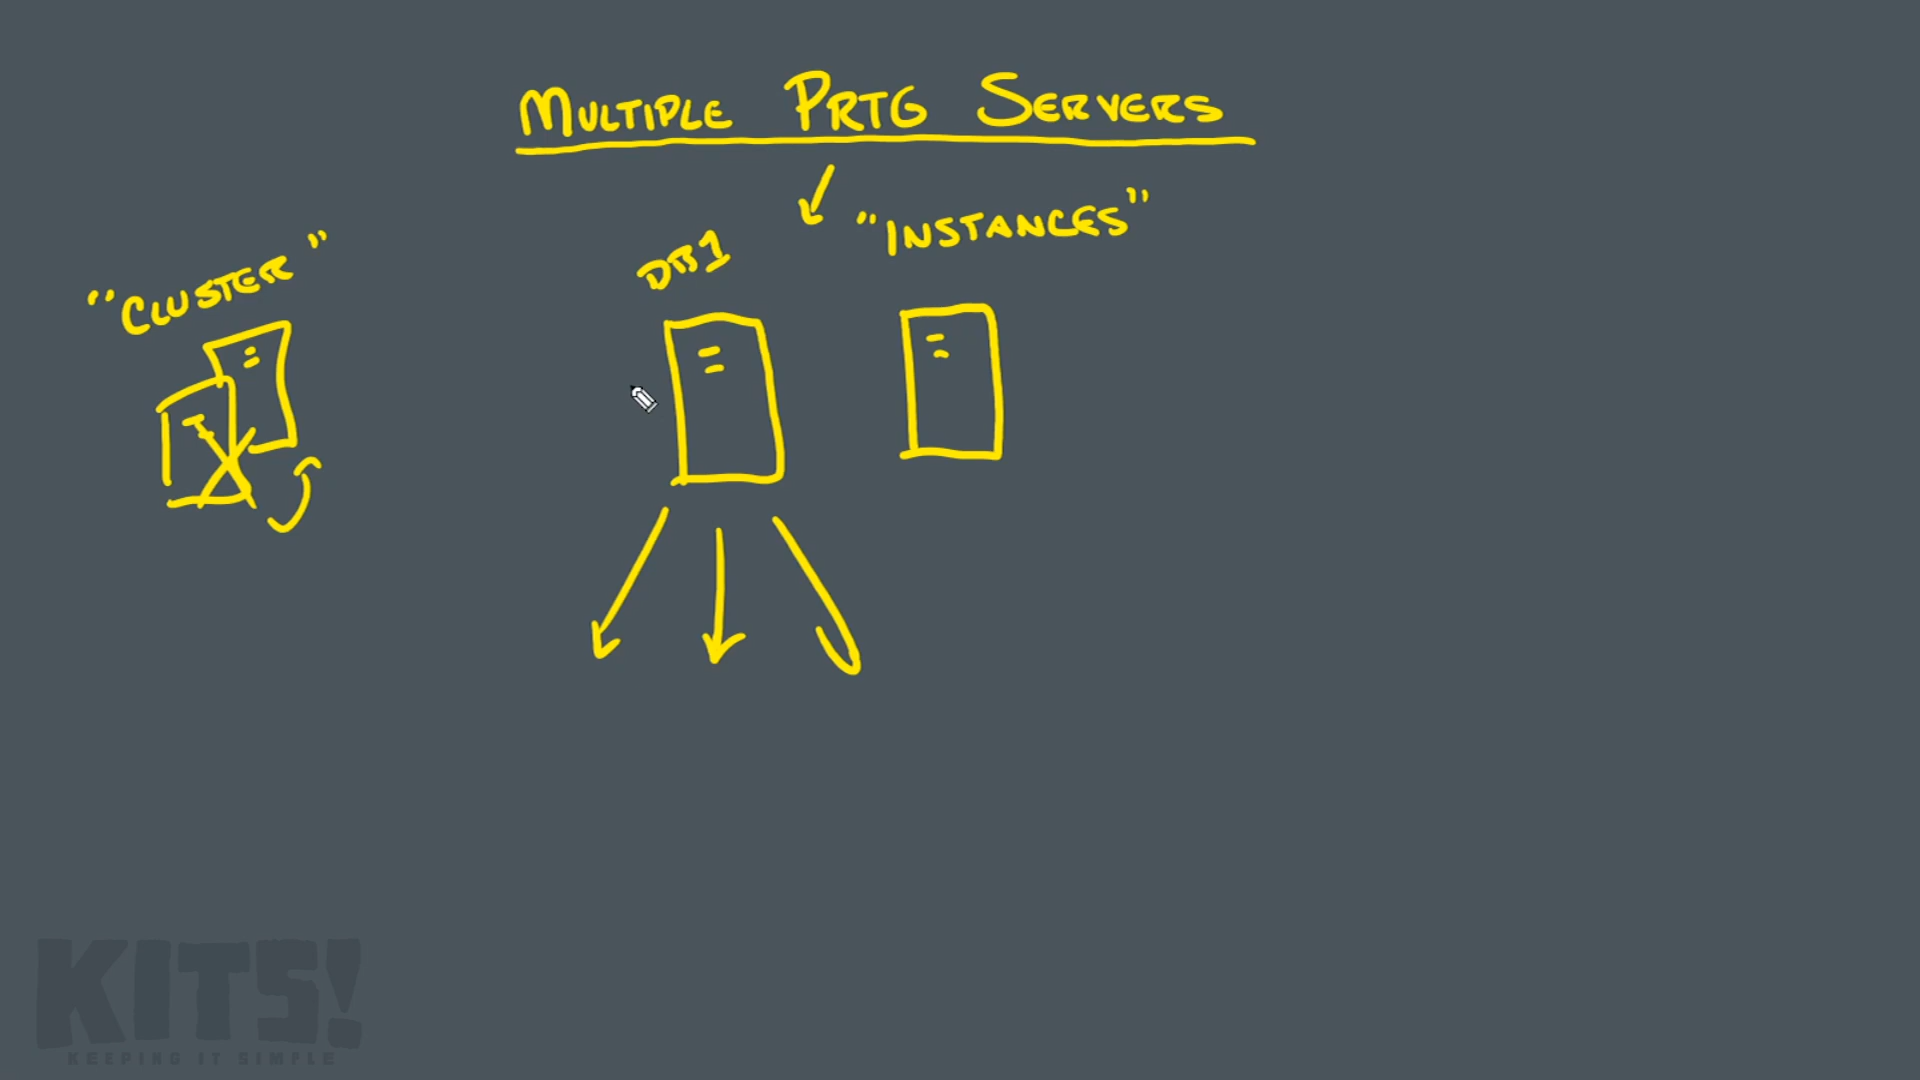 MULTIPLE PRTG SERVERS
"INSTANCES"
"CLUSTER"
DB1
KITS!
KEEPING IT SIMPLE